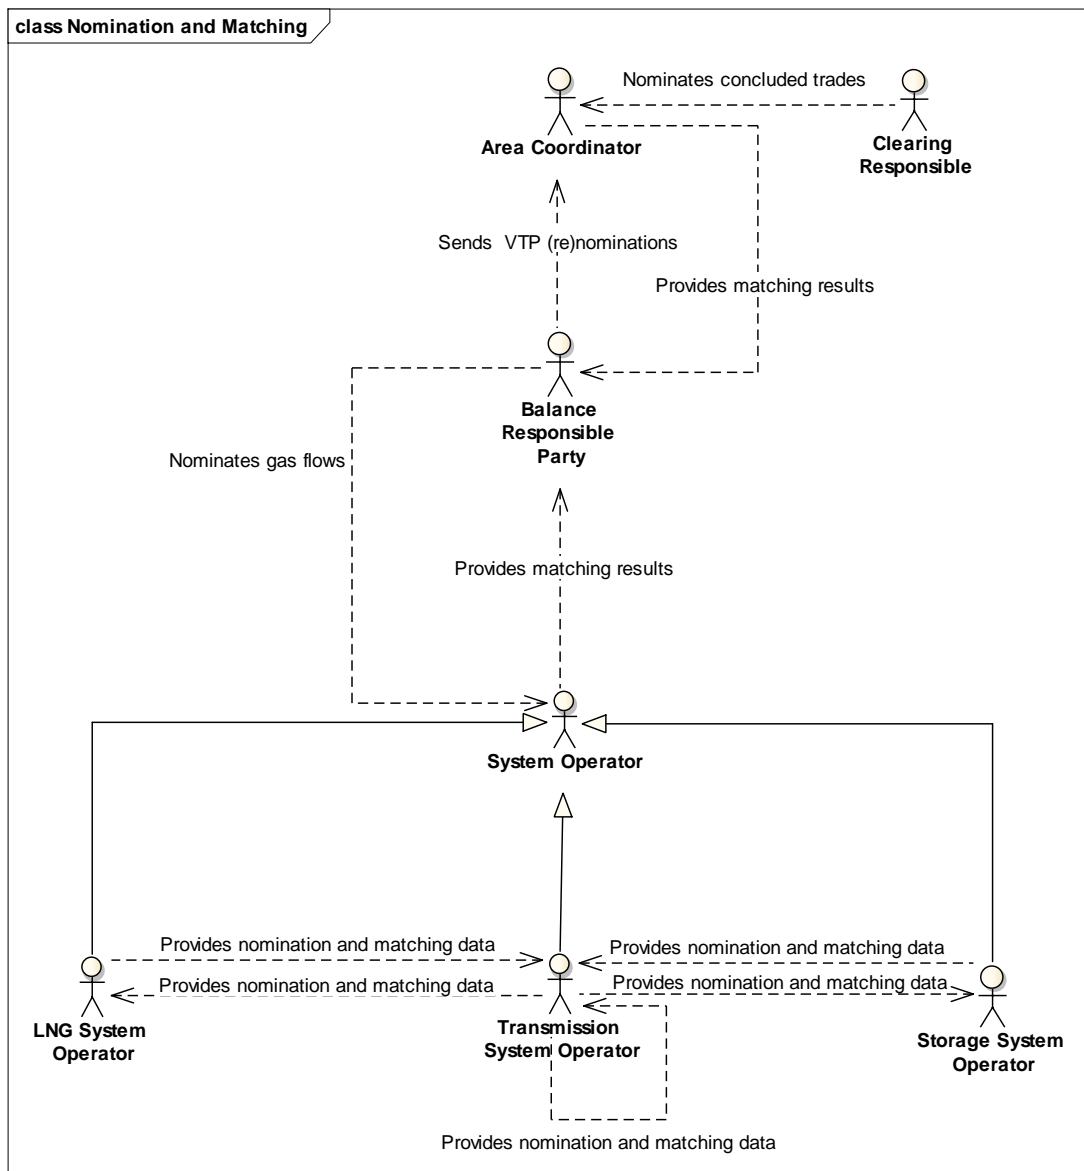 class Nomination and Matching
Nominates concluded trades
Area Coordinator
Clearing
Responsible
Sends VTP (re)nominations
Provides matching results
Balance
Responsible
Party
Nominates gas flows
Provides matching results
System Operator
Provides nomination and matching data
Provides nomination and matching data
Provides nomination and matching data
Provides nomination and matching data
LNG System
Operator
Transmission
System Operator
Storage System
Operator
Provides nomination and matching data